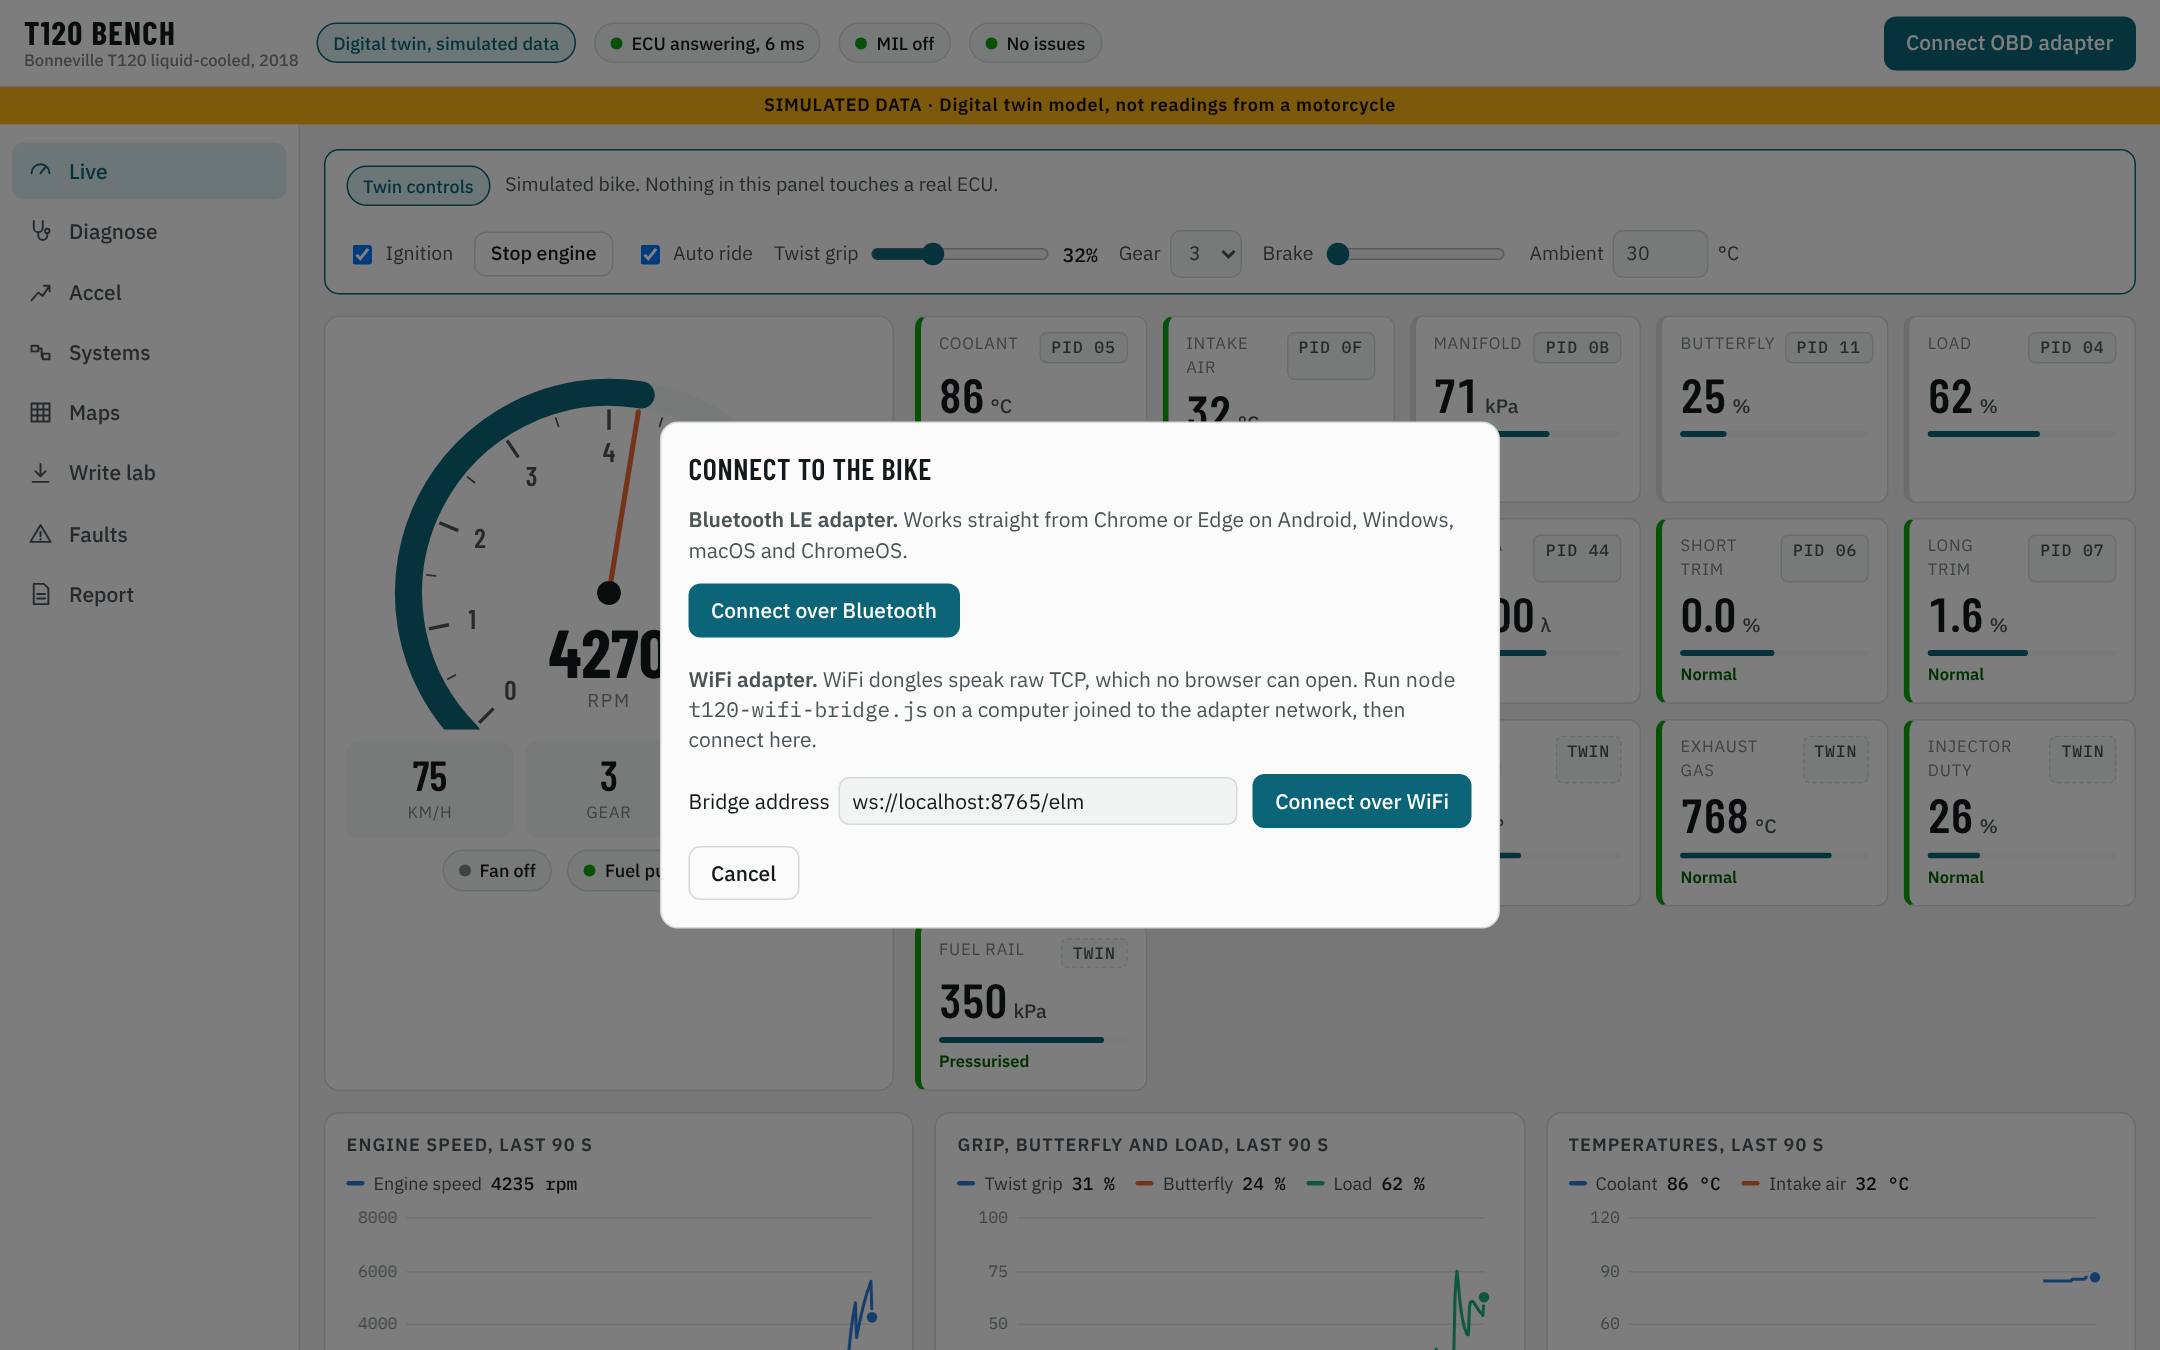 T120 BENCH
Bonneville T120 liquid-cooled, 2018
Digital twin, simulated data
ECU answering, 6 ms
MIL off
No issues
Connect OBD adapter
SIMULATED DATA · Digital twin model, not readings from a motorcycle
Live
Diagnose
Accel
Systems
Maps
Write lab
Faults
Report
Twin controls
Simulated bike. Nothing in this panel touches a real ECU.
Ignition
Stop engine
Auto ride
Twist grip
32%
Gear
3
Brake
Ambient
30
°C
4
3
2
1
0
4270
RPM
75
KM/H
3
GEAR
Fan off
COOLANT
PID 05
86 °C
INTAKE
AIR
PID 0F
32 °C
MANIFOLD
PID 0B
71 kPa
BUTTERFLY
PID 11
25 %
LOAD
PID 04
62 %
CONNECT TO THE BIKE
Bluetooth LE adapter. Works straight from Chrome or Edge on Android, Windows,
macOS and ChromeOS.
Connect over Bluetooth
WiFi adapter. WiFi dongles speak raw TCP, which no browser can open. Run node
t120-wifi-bridge.js on a computer joined to the adapter network, then
connect here.
Bridge address
ws://localhost:8765/elm
Connect over WiFi
Cancel
PID 44
λ
SHORT
TRIM
PID 06
0.0 %
Normal
LONG
TRIM
PID 07
1.6 %
Normal
TWIN
EXHAUST
GAS
TWIN
768 °C
Normal
INJECTOR
DUTY
TWIN
26 %
Normal
Fuel
FUEL RAIL
TWIN
350 kPa
Pressurised
ENGINE SPEED, LAST 90 S
Engine speed 4235 rpm
8000
6000
4000
GRIP, BUTTERFLY AND LOAD, LAST 90 S
Twist grip 31 %
Butterfly 24 %
Load 62 %
100
75
50
TEMPERATURES, LAST 90 S
Coolant 86 °C
Intake air 32 °C
120
90
60